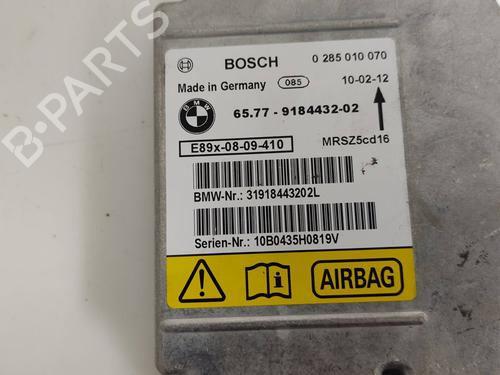 BOSCH 0 285 010 070
Made in Germany 085 10-02-12
BMW 65.77 - 9184432-02
E89x-08-09-410 MRSZ5cd16
BMW-Nr.: 31918443202L
Serien-Nr.: 10B0435H0819V
AIRBAG
B-PARTS